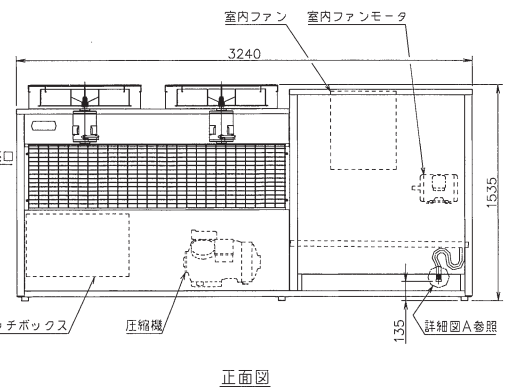 室内ファン
室内ファンモータ
3240
口
1535
チボックス
圧縮機
135
詳細図A参照
正面図